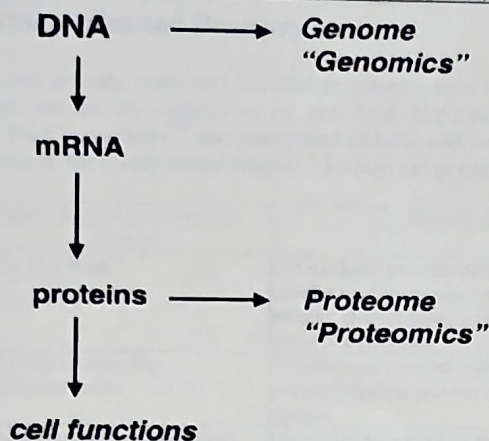 DNA
Genome
"Genomics"
mRNA
proteins
Proteome
"Proteomics"
cell functions